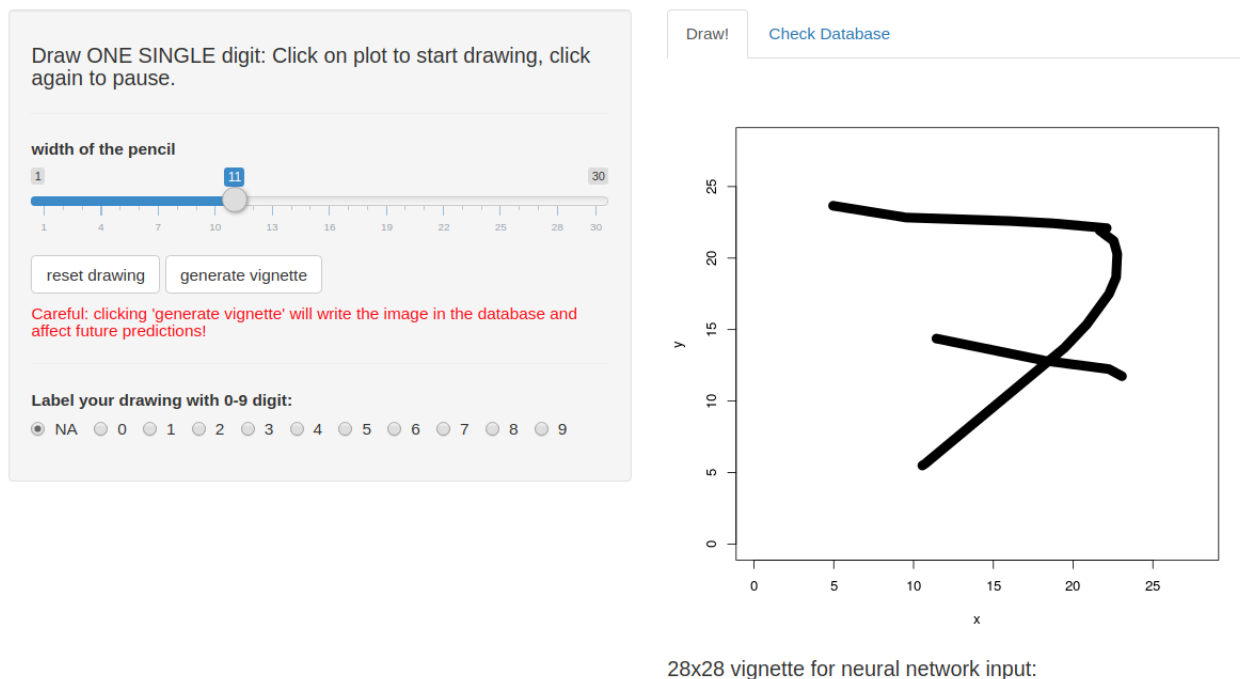 Draw ONE SINGLE digit: Click on plot to start drawing, click
again to pause.
width of the pencil
1 11 30
1 4 7 10 13 16 19 22 25 28 30
reset drawing generate vignette
Careful: clicking 'generate vignette' will write the image in the database and
affect future predictions!
Label your drawing with 0-9 digit:
NA 0 1 2 3 4 5 6 7 8 9
Draw! Check Database
25
20
15
10
5
0
y
7
0 5 10 15 20 25
x
28x28 vignette for neural network input: